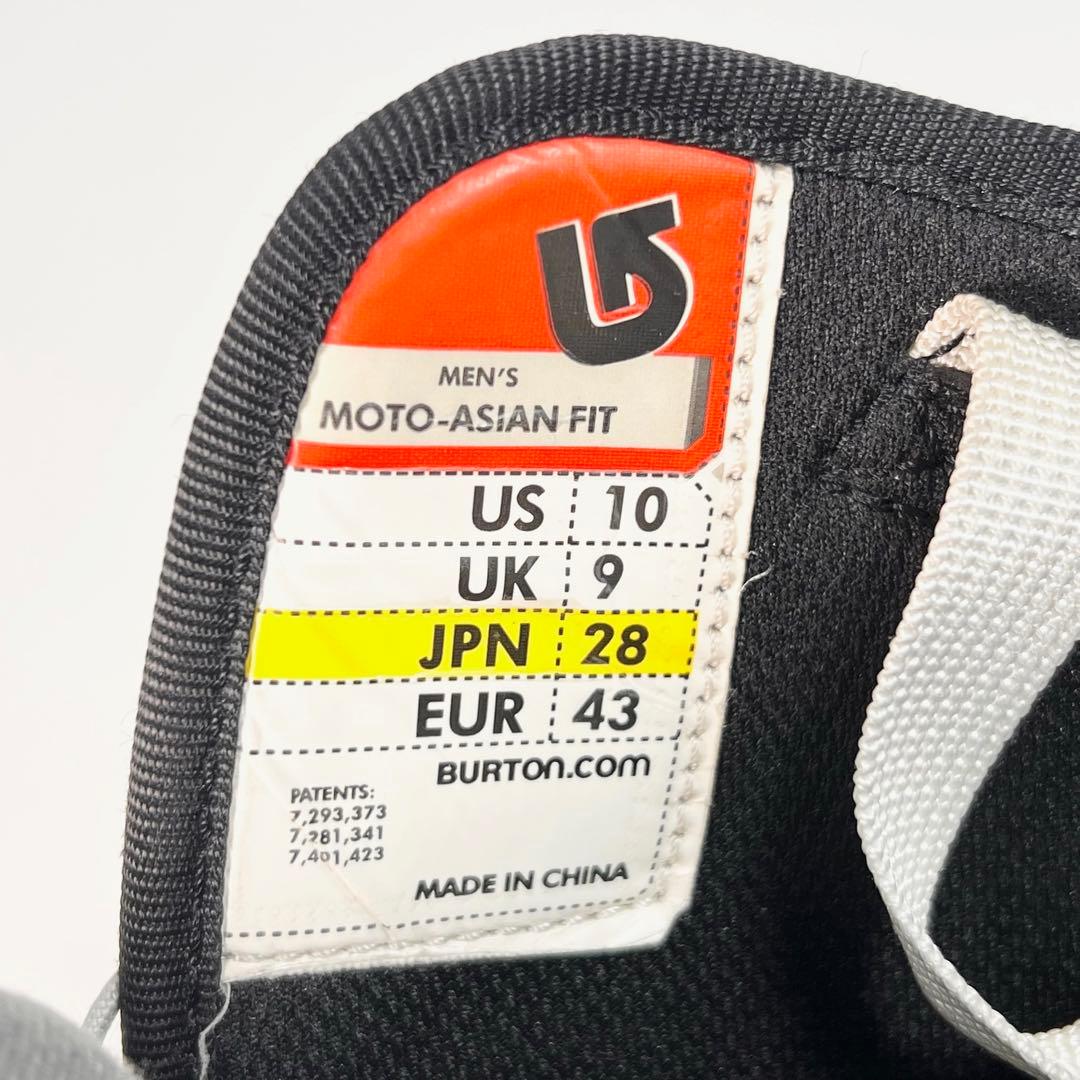 MEN'S
MOTO-ASIAN FIT
US 10
UK 9
JPN 28
EUR 43
BURTON.COM
PATENTS:
7,293,373
7,281,341
7,401,423
MADE IN CHINA